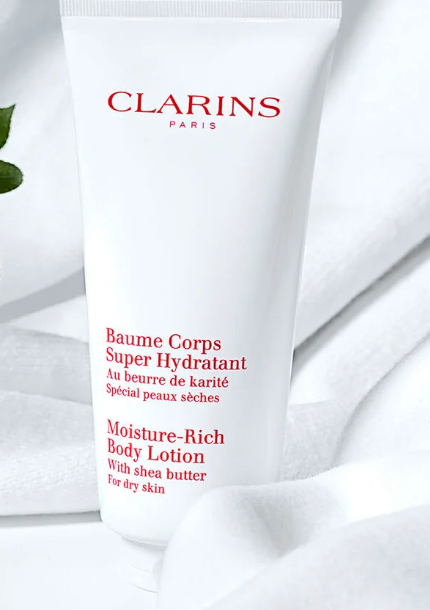 CLARINS
PARIS
Baume Corps
Super Hydratant
Au beurre de karité
Spécial peaux sèches
Moisture-Rich
Body Lotion
With shea butter
For dry skin